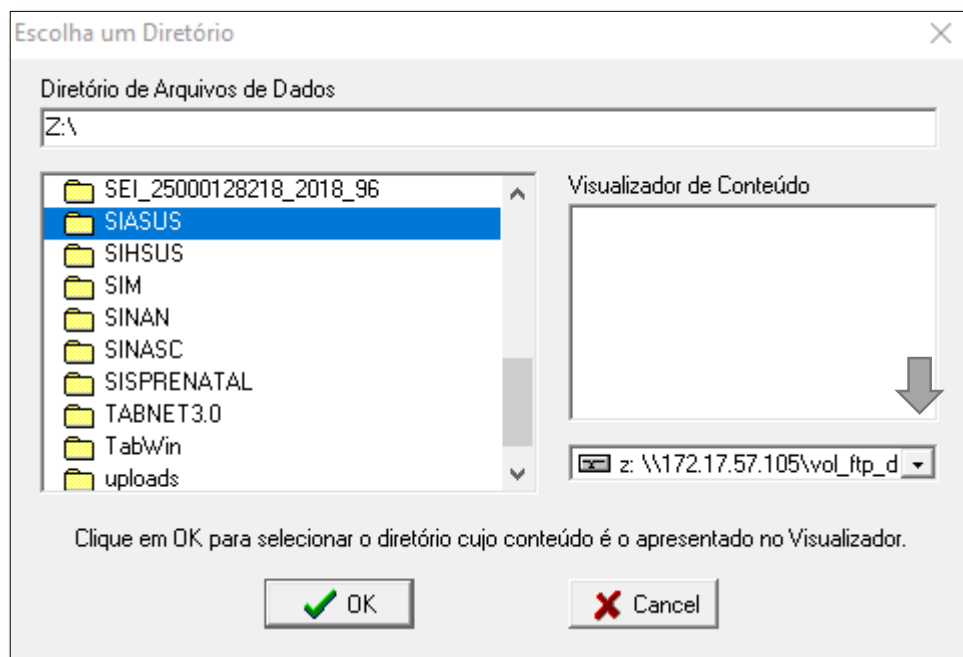 Escolha um Diretório
Diretório de Arquivos de Dados
Z:\
SEI_25000128218_2018_96
SIASUS
SIHSUS
SIM
SINAN
SINASC
SISPRENATAL
TABNET3.0
TabWin
uploads
Visualizador de Conteúdo
z: \\172.17.57.105\vol_ftp_d
Clique em OK para selecionar o diretório cujo conteúdo é o apresentado no Visualizador.
OK
Cancel